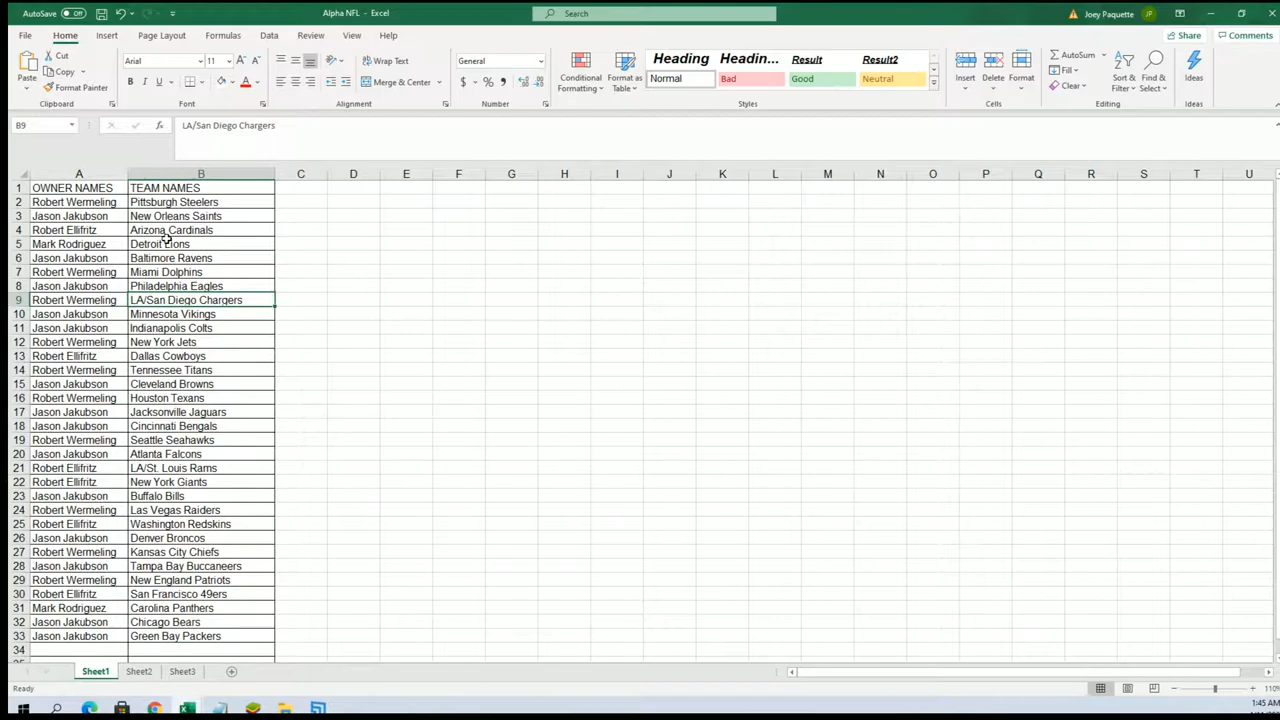 AutoSave Off Alpha NFL - Excel Search Joey Paquette JP
File Home Insert Page Layout Formulas Data Review View Help Share Comments
Paste Cut Copy Format Painter Clipboard
Arial 11 B I U A A Font
Wrap Text Merge & Center Alignment
General $ % Number
Conditional Formatting Format as Table
Heading Headin... Result Result2
Normal Bad Good Neutral Styles
Insert Delete Format Cells
AutoSum Fill Clear Sort & Filter Find & Select Editing
Ideas Ideas
B9 fx LA/San Diego Chargers
A B C D E F G H I J K L M N O P Q R S T U
1 OWNER NAMES TEAM NAMES
2 Robert Wermeling Pittsburgh Steelers
3 Jason Jakubson New Orleans Saints
4 Robert Ellifritz Arizona Cardinals
5 Mark Rodriguez Detroit Lions
6 Jason Jakubson Baltimore Ravens
7 Robert Wermeling Miami Dolphins
8 Jason Jakubson Philadelphia Eagles
9 Robert Wermeling LA/San Diego Chargers
10 Jason Jakubson Minnesota Vikings
11 Jason Jakubson Indianapolis Colts
12 Robert Wermeling New York Jets
13 Robert Ellifritz Dallas Cowboys
14 Robert Wermeling Tennessee Titans
15 Jason Jakubson Cleveland Browns
16 Robert Wermeling Houston Texans
17 Jason Jakubson Jacksonville Jaguars
18 Jason Jakubson Cincinnati Bengals
19 Robert Wermeling Seattle Seahawks
20 Jason Jakubson Atlanta Falcons
21 Robert Ellifritz LA/St. Louis Rams
22 Robert Ellifritz New York Giants
23 Jason Jakubson Buffalo Bills
24 Robert Wermeling Las Vegas Raiders
25 Robert Ellifritz Washington Redskins
26 Jason Jakubson Denver Broncos
27 Robert Wermeling Kansas City Chiefs
28 Jason Jakubson Tampa Bay Buccaneers
29 Robert Wermeling New England Patriots
30 Robert Ellifritz San Francisco 49ers
31 Mark Rodriguez Carolina Panthers
32 Jason Jakubson Chicago Bears
33 Jason Jakubson Green Bay Packers
34
Sheet1 Sheet2 Sheet3
Ready 110%
1:45 AM